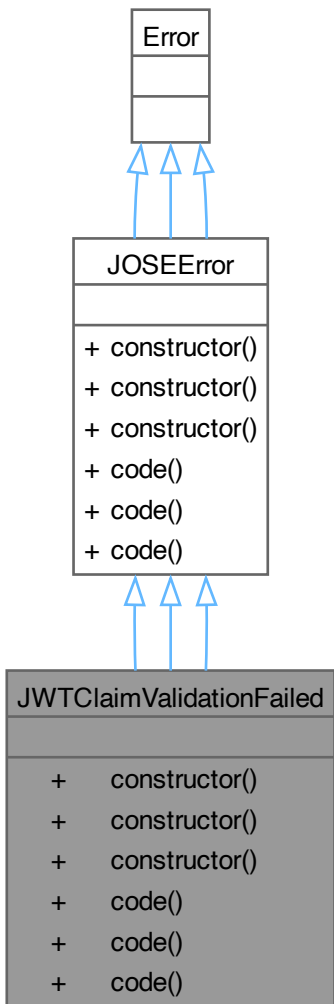 Error
JOSEError
+ constructor()
+ constructor()
+ constructor()
+ code()
+ code()
+ code()
JWTClaimValidationFailed
+ constructor()
+ constructor()
+ constructor()
+ code()
+ code()
+ code()